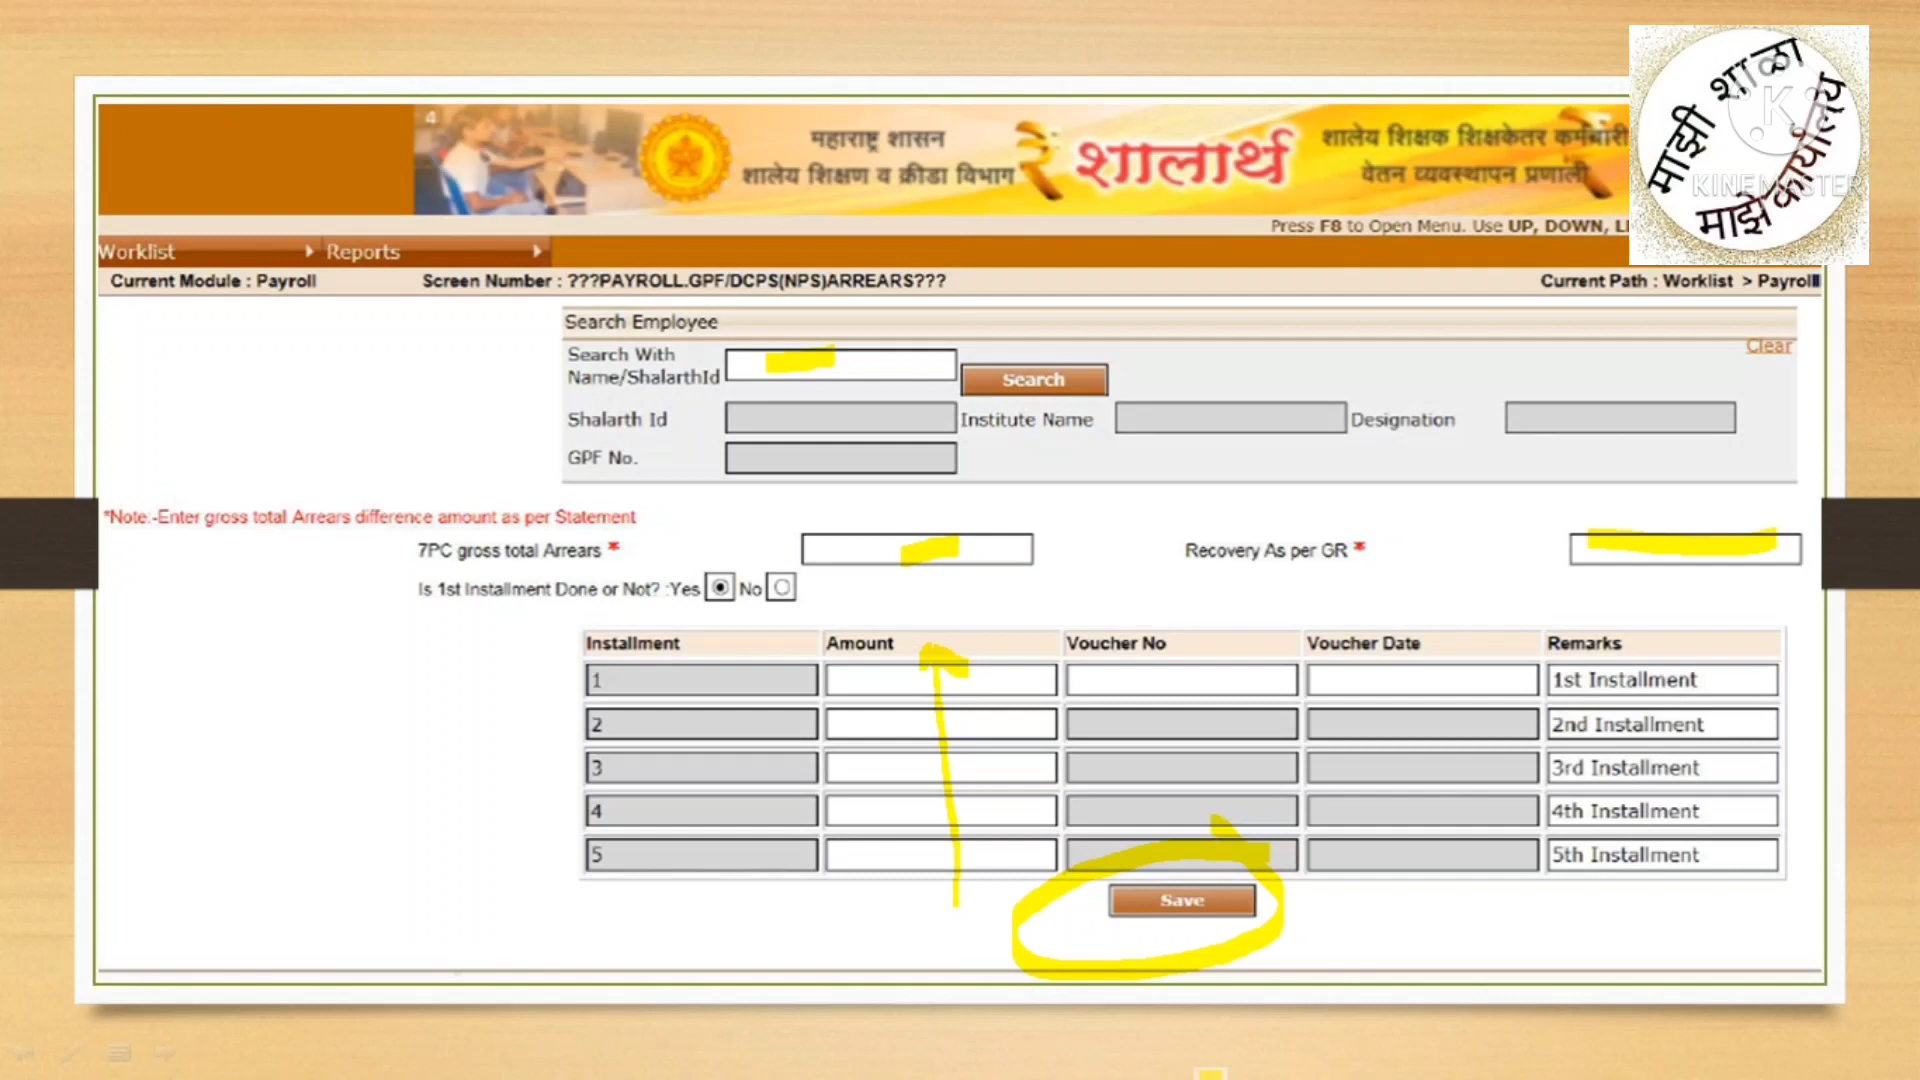 माझी शाळा
माझे कार्यालय
K
KINEMASTER
4
महाराष्ट्र शासन
शालेय शिक्षण व क्रीडा विभाग
शालार्थ
शालेय शिक्षक शिक्षकेतर कर्मचारी
वेतन व्यवस्थापन प्रणाली
Press F8 to Open Menu. Use UP, DOWN,
Worklist Reports
Current Module : Payroll Screen Number : ???PAYROLL.GPF/DCPS(NPS)ARREARS??? Current Path : Worklist > Payroll
Search Employee
Clear
Search With
Name/ShalarthId Search
Shalarth Id Institute Name Designation
GPF No.
*Note:-Enter gross total Arrears difference amount as per Statement
7PC gross total Arrears * Recovery As per GR *
Is 1st Installment Done or Not? :Yes No
Installment Amount Voucher No Voucher Date Remarks
1 1st Installment
2 2nd Installment
3 3rd Installment
4 4th Installment
5 5th Installment
Save